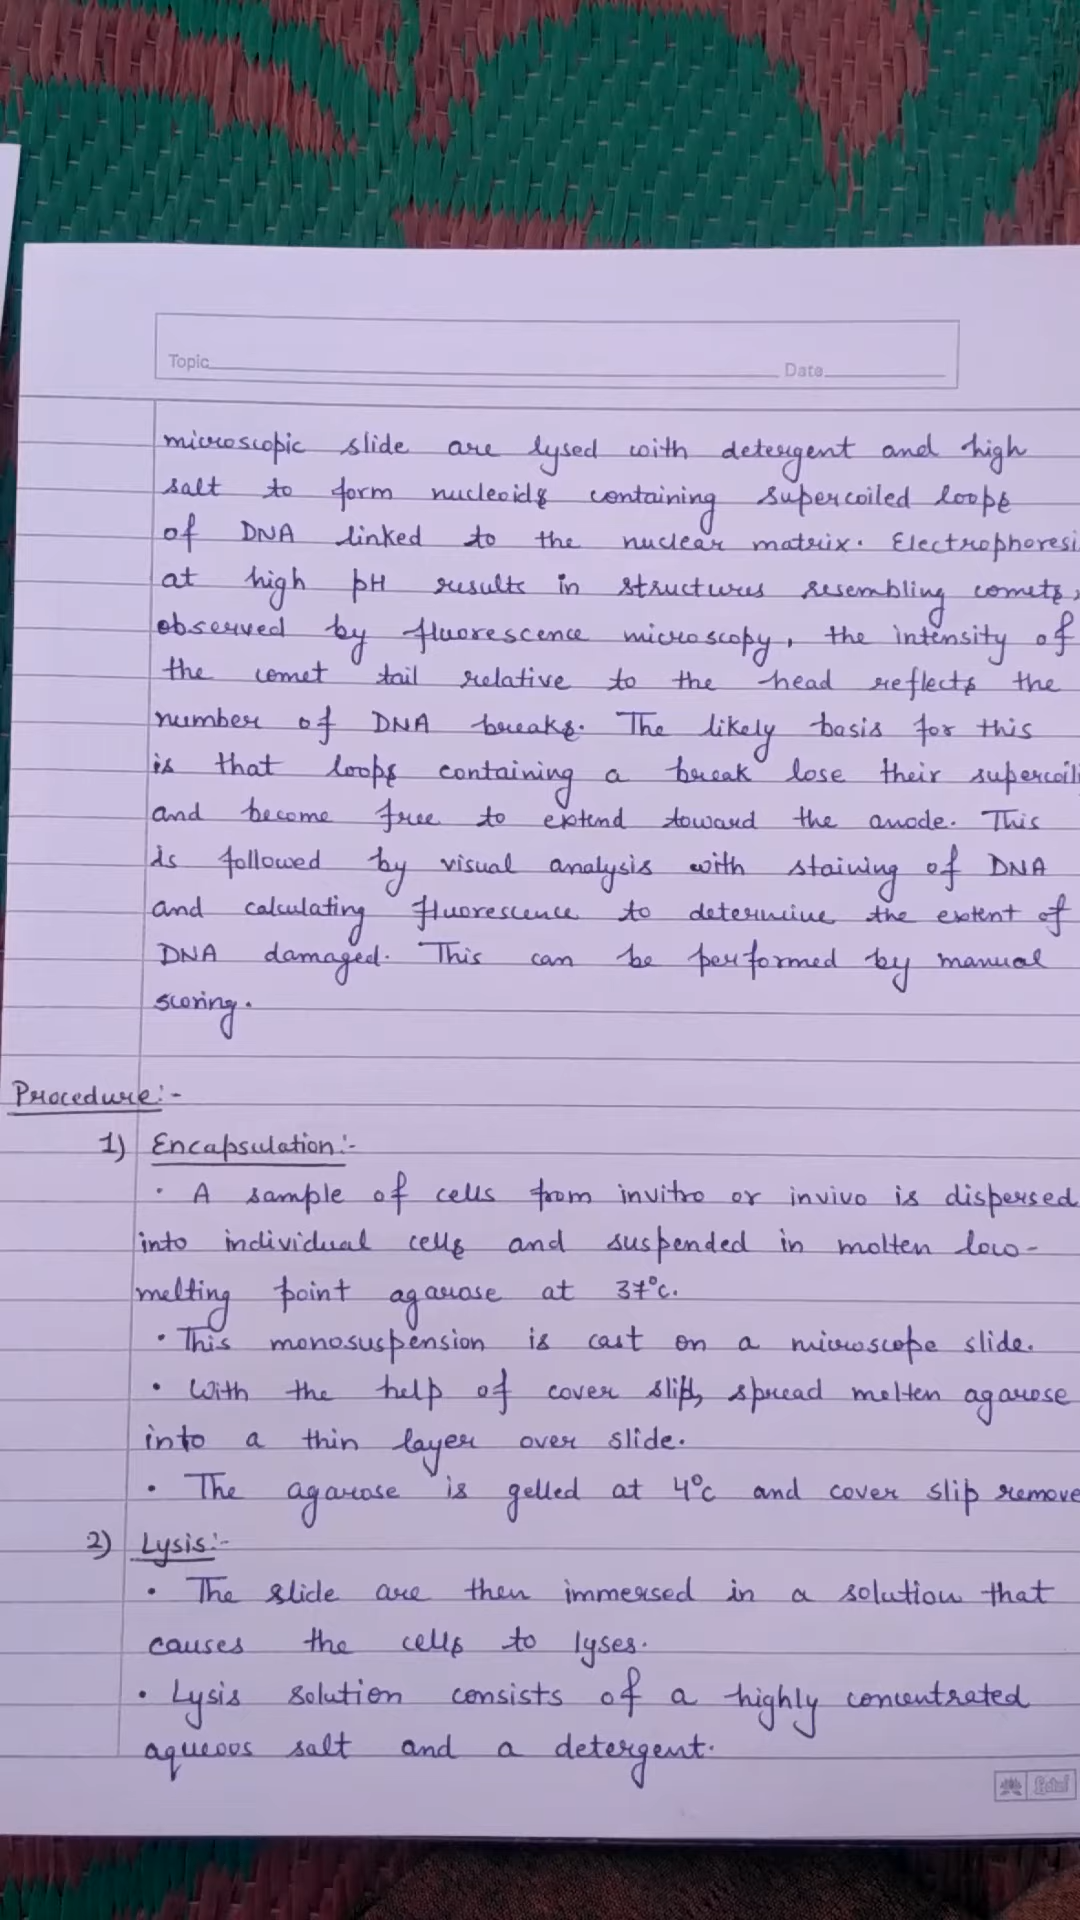 Topic Date
microscopic slide are lysed with detergent and high
salt to form nucleoids containing supercoiled loops
of DNA linked to the nuclear matrix. Electrophoresi
at high pH results in structures resembling comets,
observed by fluorescence microscopy, the intensity of
the comet tail relative to the head reflects the
number of DNA breaks. The likely basis for this
is that loops containing a break lose their supercoili
and become free to extend toward the anode. This
is followed by visual analysis with staining of DNA
and calculating fluorescence to determine the extent of
DNA damaged. This can be performed by manual
scoring.
Procedure:-
1) Encapsulation:-
· A sample of cells from invitro or invivo is dispersed
into individual cells and suspended in molten low-
melting point agarose at 37°c.
· This monosuspension is cast on a microscope slide.
· With the help of cover slip, spread molten agarose
into a thin layer over slide.
· The agarose is gelled at 4°c and cover slip remove
2) Lysis:-
· The slide are then immersed in a solution that
causes the cells to lyses.
· Lysis solution consists of a highly concentrated
aqueous salt and a detergent.